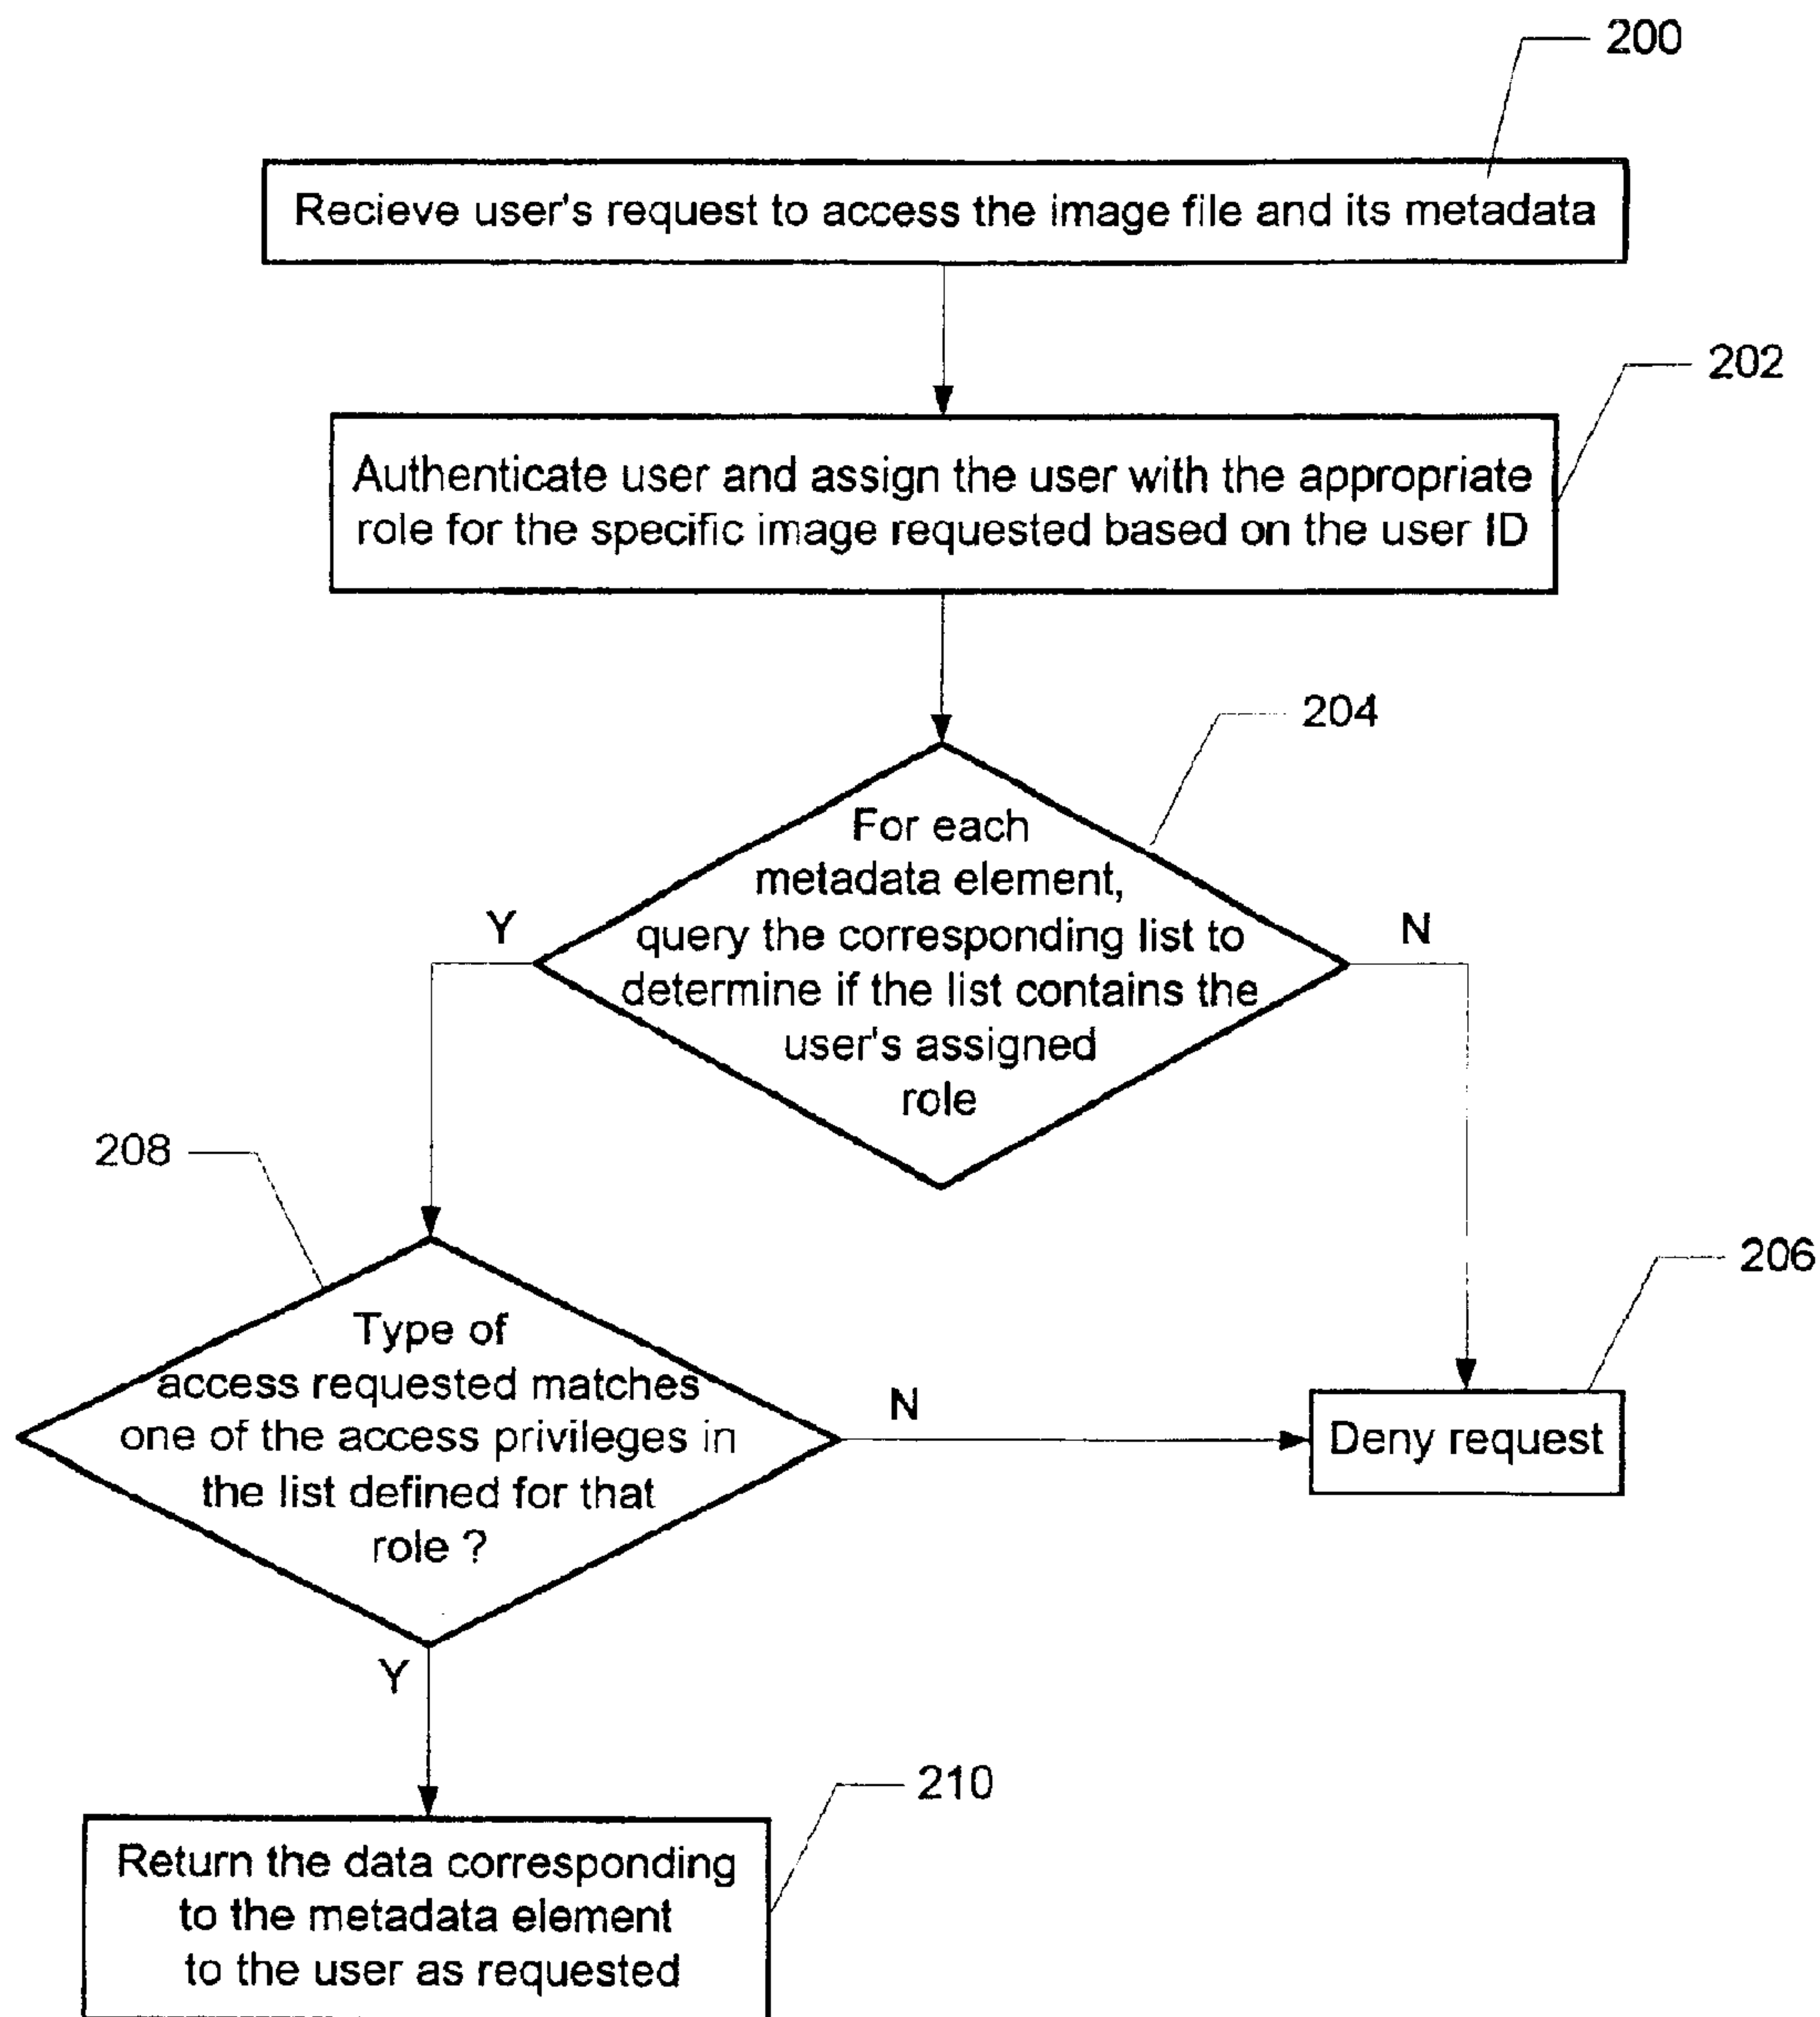 200
Recieve user's request to access the image file and its metadata
202
Authenticate user and assign the user with the appropriate
role for the specific image requested based on the user ID
204
For each
metadata element,
query the corresponding list to
determine if the list contains the
user's assigned
role
Y
N
208
Type of
access requested matches
one of the access privileges in
the list defined for that
role ?
N
206
Deny request
Y
210
Return the data corresponding
to the metadata element
to the user as requested